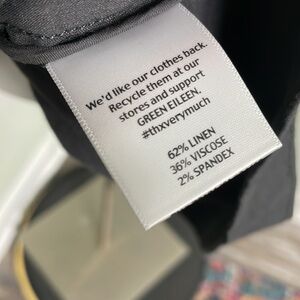 We'd like our clothes back.
Recycle them at our
stores and support
GREEN EILEEN.
#thxverymuch
62% LINEN
36% VISCOSE
2% SPANDEX